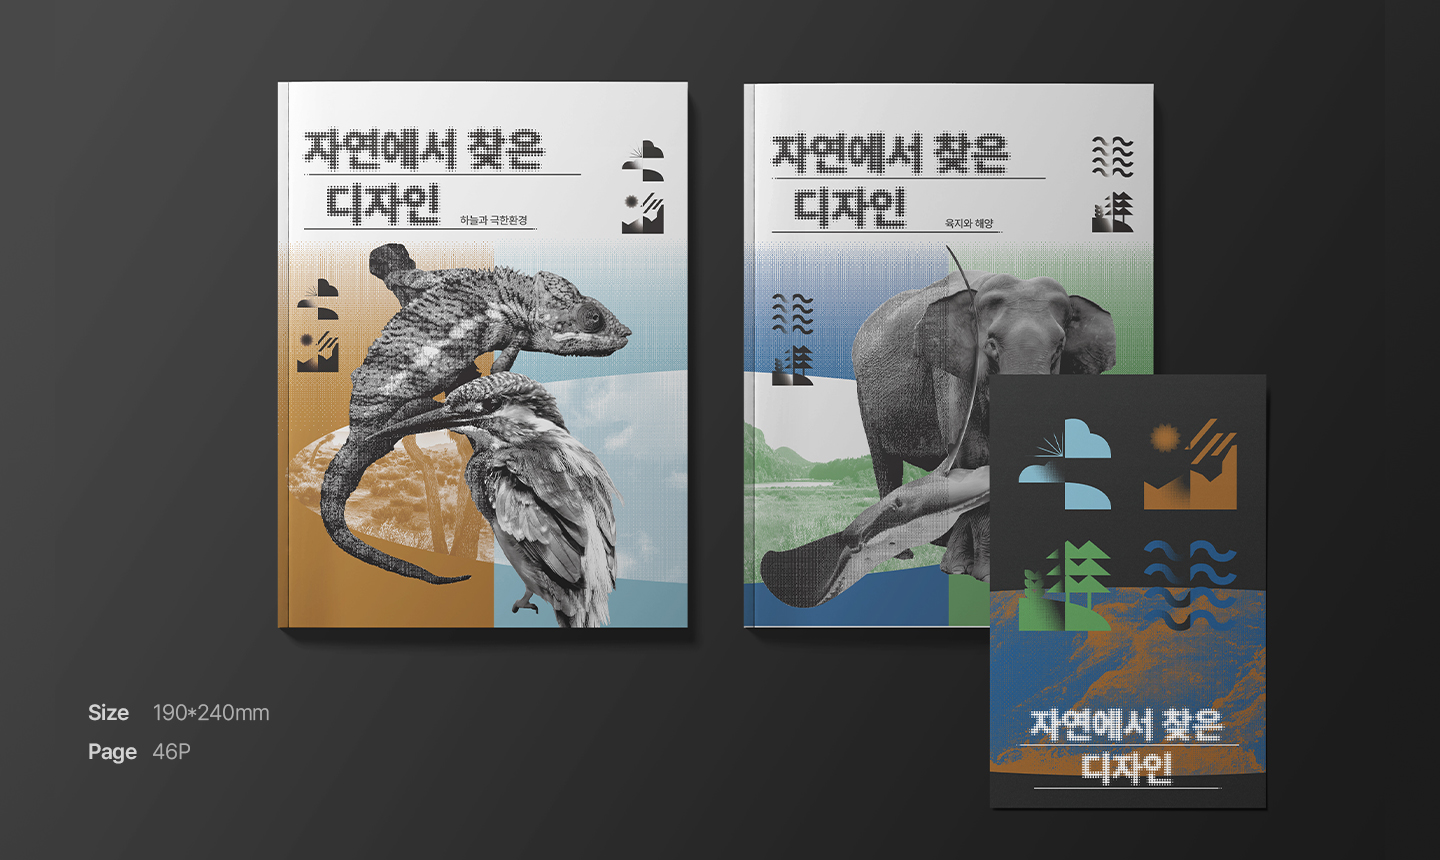 자연에서 찾은
디자인 하늘과 극한환경
자연에서 찾은
디자인 육지와 해양
자연에서 찾은
디자인
Size 190*240mm
Page 46P